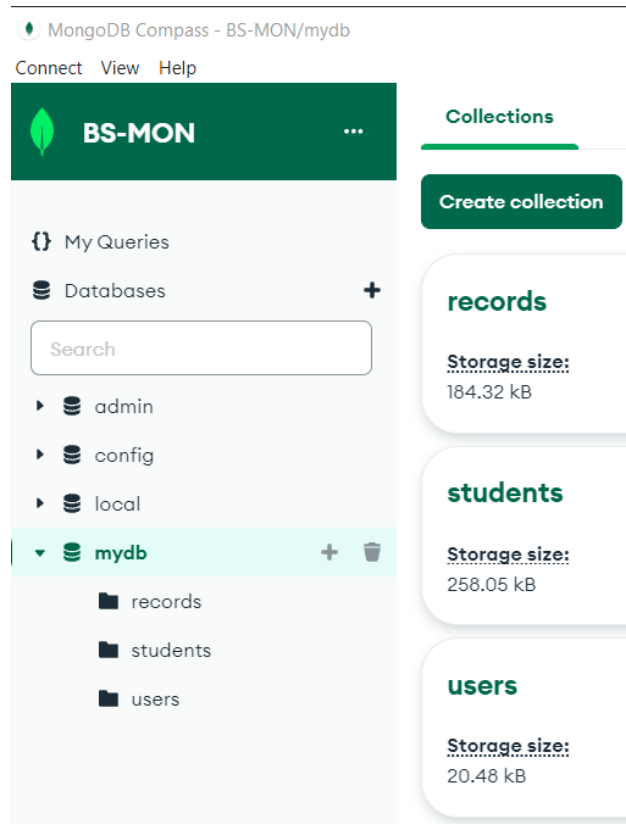 MongoDB Compass - BS-MON/mydb
Connect View Help
BS-MON
My Queries
Databases
Search
admin
config
local
mydb
records
students
users
Collections
Create collection
records
Storage size:
184.32 kB
students
Storage size:
258.05 kB
users
Storage size:
20.48 kB